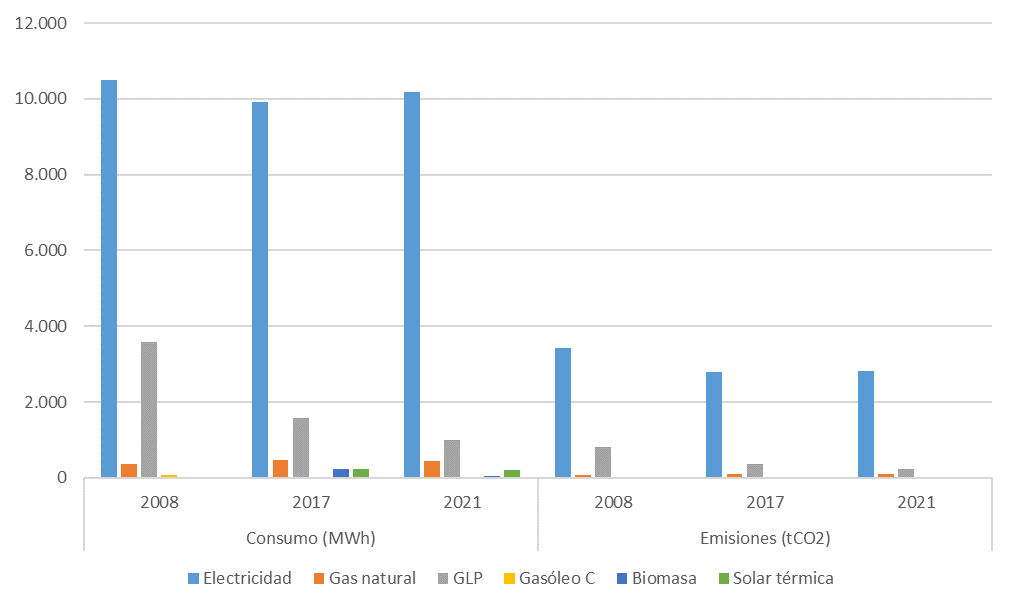 12.000
10.000
8.000
6.000
4.000
2.000
0
2008 2017 2021 2008 2017 2021
Consumo (MWh) Emisiones (tCO2)
Electricidad Gas natural GLP Gasóleo C Biomasa Solar térmica